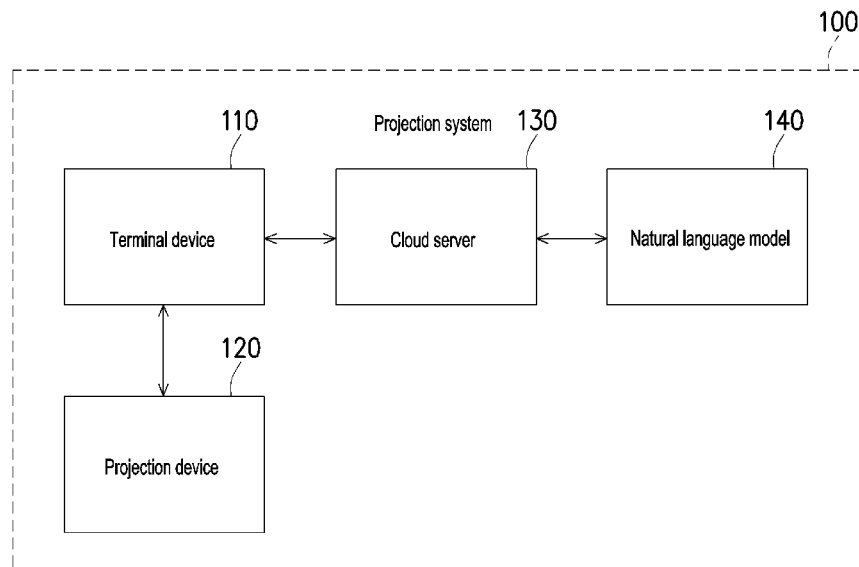 100
110
Projection system
130
140
Terminal device
Cloud server
Natural language model
120
Projection device